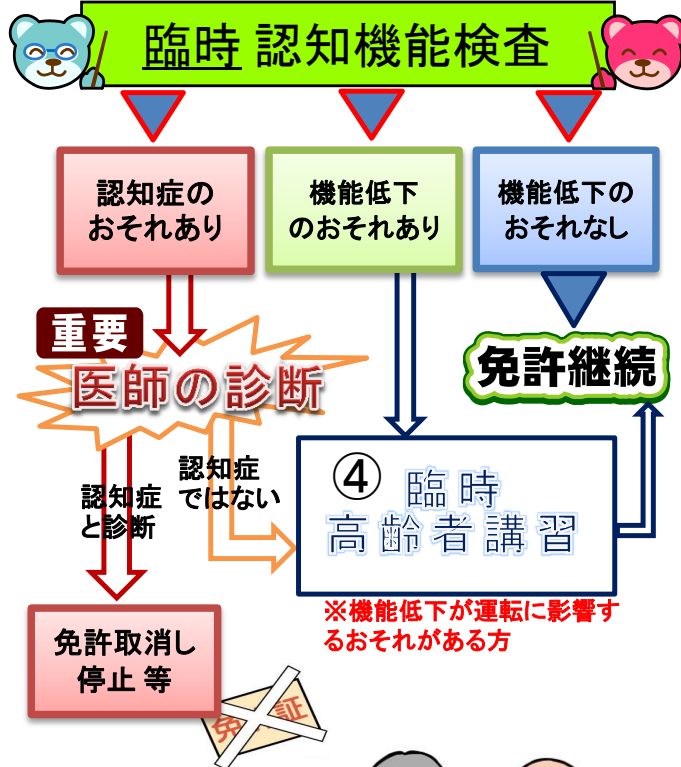 臨時 認知機能検査
認知症の
おそれあり
機能低下
のおそれあり
機能低下の
おそれなし
重要
医師の診断
免許継続
認知症
と診断
認知症
ではない
④ 臨時
高齢者講習
※機能低下が運転に影響す
るおそれがある方
免許取消し
停止 等
免許証